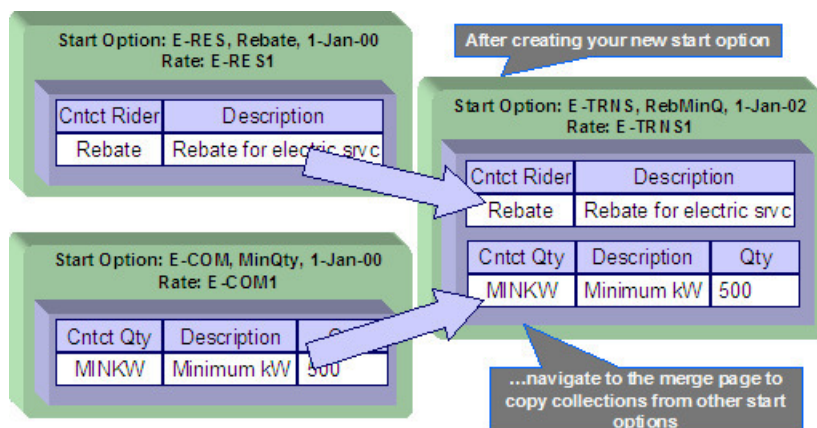 Start Option: E-RES, Rebate, 1-Jan-00
Rate: E-RES1
Cntct Rider Description
Rebate Rebate for electric srvc
After creating your new start option
Start Option: E-TRNS, RebMinQ, 1-Jan-02
Rate: E-TRNS1
Cntct Rider Description
Rebate Rebate for electric srvc
Cntct Qty Description Qty
MINKW Minimum kW 500
Start Option: E-COM, MinQty, 1-Jan-00
Rate: E-COM1
Cntct Qty Description
MINKW Minimum kW 500
...navigate to the merge page to
copy collections from other start
options